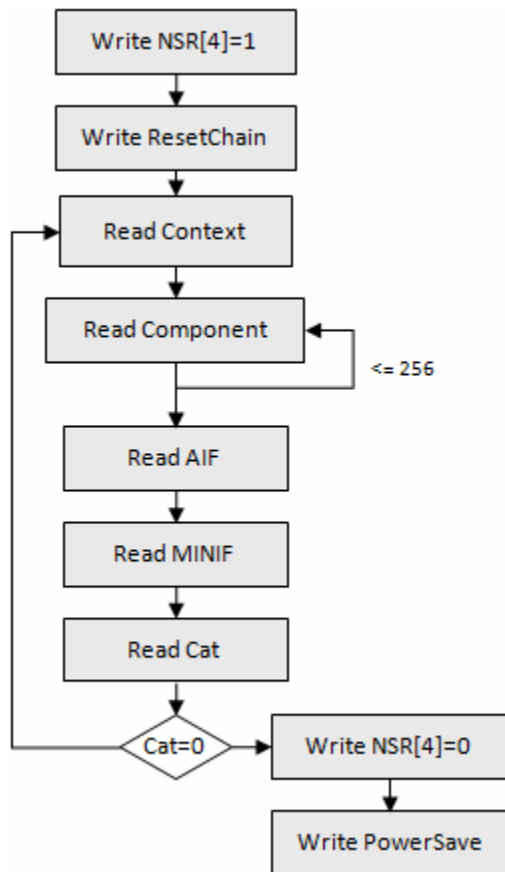 Write NSR[4]=1
Write ResetChain
Read Context
Read Component
<= 256
Read AIF
Read MINIF
Read Cat
Cat=0
Write NSR[4]=0
Write PowerSave